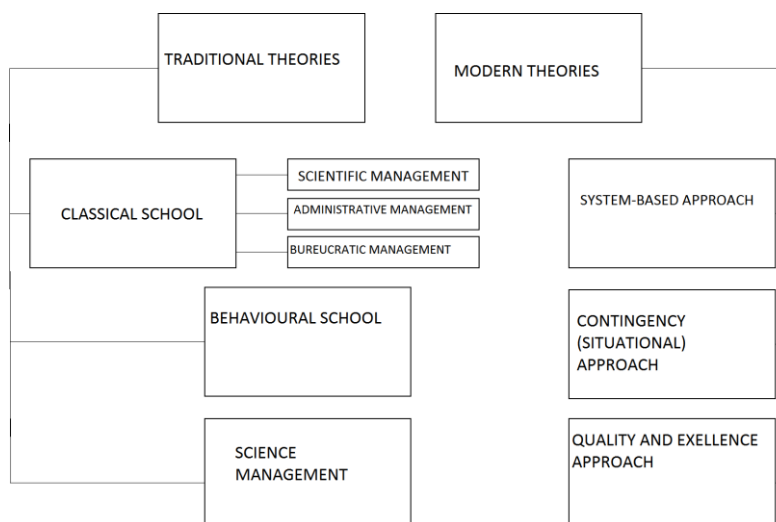 TRADITIONAL THEORIES
MODERN THEORIES
CLASSICAL SCHOOL
SCIENTIFIC MANAGEMENT
ADMINISTRATIVE MANAGEMENT
BUREUCRATIC MANAGEMENT
SYSTEM-BASED APPROACH
BEHAVIOURAL SCHOOL
CONTINGENCY
(SITUATIONAL)
APPROACH
SCIENCE
MANAGEMENT
QUALITY AND EXELLENCE
APPROACH